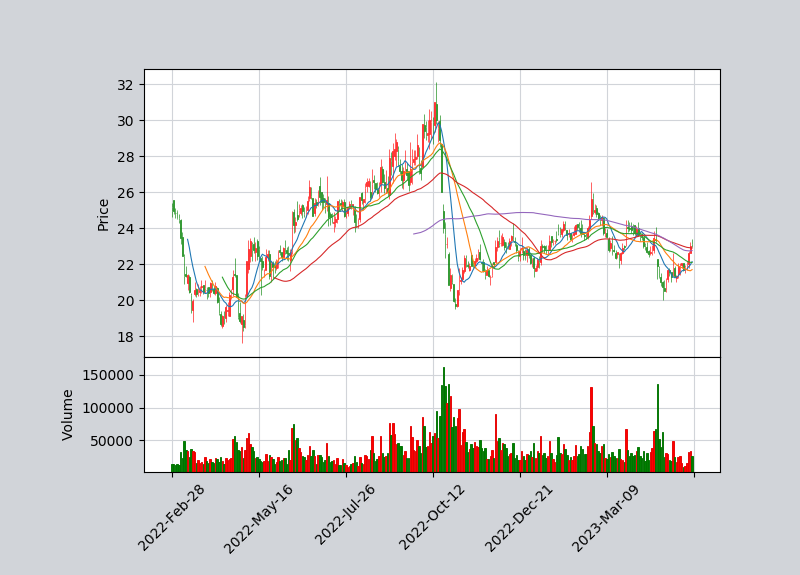 32
30
28
26
24
22
20
18
Price
150000
100000
50000
Volume
2022-Feb-28
2022-May-16
2022-Jul-26
2022-Oct-12
2022-Dec-21
2023-Mar-09